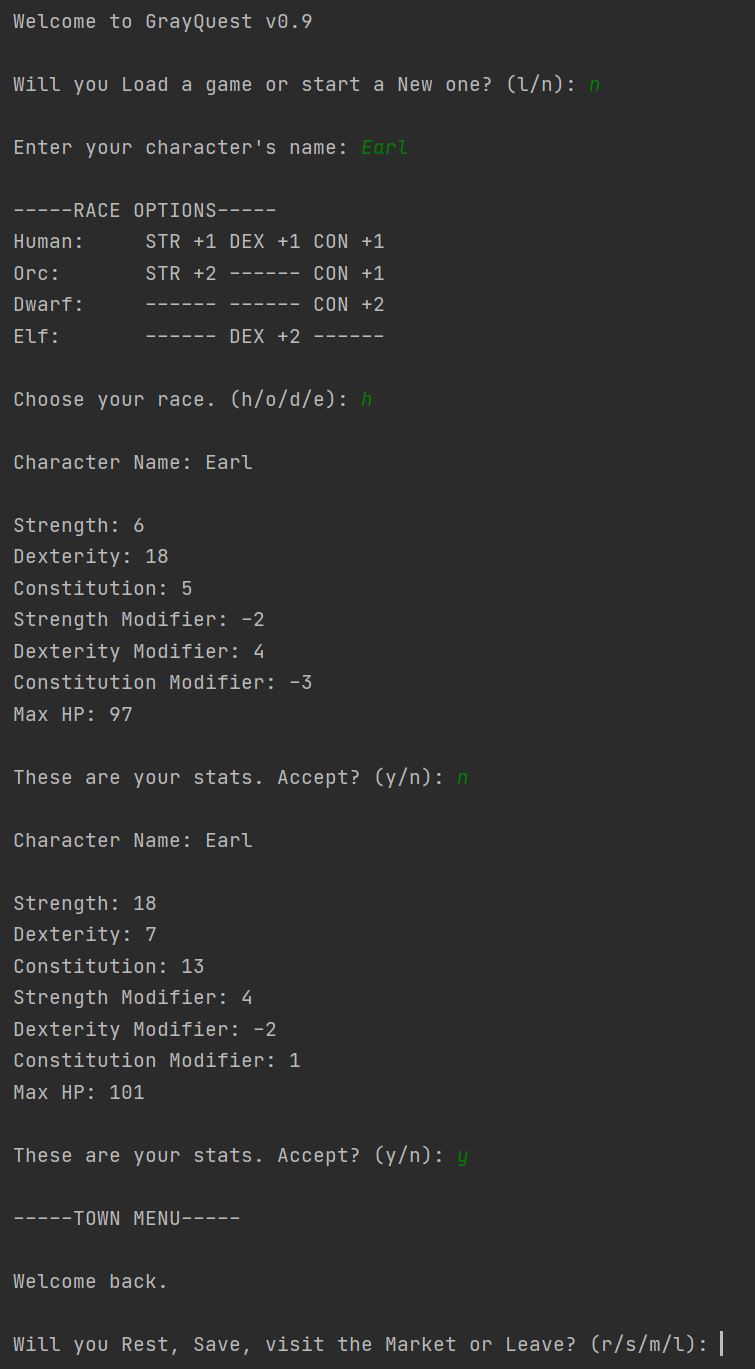 Welcome to GrayQuest v0.9
Will you Load a game or start a New one? (l/n): n
Enter your character's name: Earl
-----RACE OPTIONS-----
Human:     STR +1 DEX +1 CON +1
Orc:       STR +2 ------ CON +1
Dwarf:     ------ ------ CON +2
Elf:       ------ DEX +2 ------
Choose your race. (h/o/d/e): h
Character Name: Earl
Strength: 6
Dexterity: 18
Constitution: 5
Strength Modifier: -2
Dexterity Modifier: 4
Constitution Modifier: -3
Max HP: 97
These are your stats. Accept? (y/n): n
Character Name: Earl
Strength: 18
Dexterity: 7
Constitution: 13
Strength Modifier: 4
Dexterity Modifier: -2
Constitution Modifier: 1
Max HP: 101
These are your stats. Accept? (y/n): y
-----TOWN MENU-----
Welcome back.
Will you Rest, Save, visit the Market or Leave? (r/s/m/l):